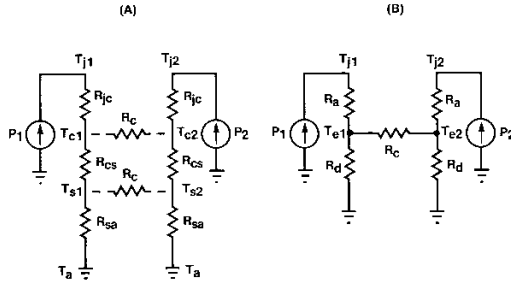 (A)
(B)
Tj1
Tj2
Tj1
Tj2
Rjc
Rc
Rjc
Ra
Ra
P1
Tc1
Tc2
P2
P1
Te1
Te2
P2
Rcs
Rc
Rcs
Rc
Rd
Rd
Ts1
Ts2
Rsa
Rsa
Ta
Ta